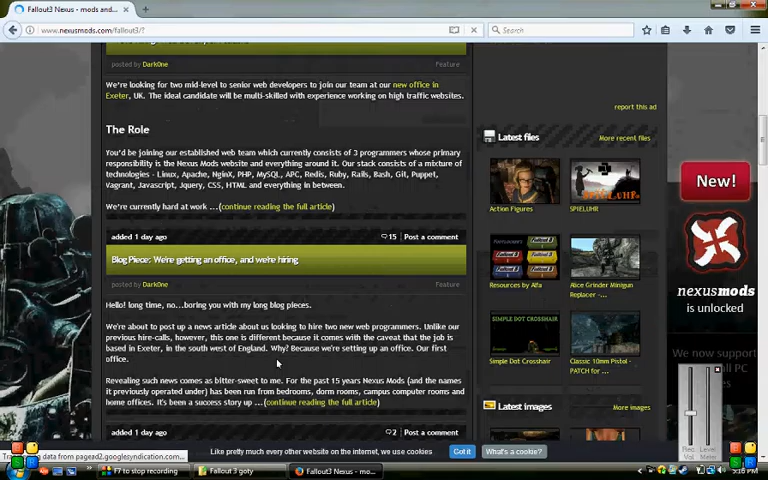 Fallout3 Nexus - mods and...
www.nexusmods.com/fallout3/?
Search
posted by Dark0ne
Feature
We're looking for two mid-level to senior web developers to join our team at our new office in
Exeter, UK. The ideal candidate will be multi-skilled with experience working on high traffic websites.
The Role
You'd be joining our established web team which currently consists of 3 programmers whose primary
responsibility is the Nexus Mods website and everything around it. Our stack consists of a mixture of
technologies - Linux, Apache, NginX, PHP, MySQL, APC, Redis, Ruby, Rails, Bash, Git, Puppet,
Vagrant, Javascript, Jquery, CSS, HTML and everything in between.
We're currently hard at work ...(continue reading the full article)
added 1 day ago
15 | Post a comment
Blog Piece: We're getting an office, and we're hiring
posted by Dark0ne
Feature
Hello! long time, no...boring you with my long blog pieces.
We're about to post up a news article about us looking to hire two new web programmers. Unlike our
previous hire-calls, however, this one is different because it comes with the caveat that the job is
based in Exeter, in the south west of England. Why? Because we're setting up an office. Our first
office.
Revealing such news comes as bitter-sweet to me. For the past 15 years Nexus Mods (and the names
it previously operated under) has been run from bedrooms, dorm rooms, campus computer rooms and
home offices. It's been a success story up ...(continue reading the full article)
added 1 day ago
2 | Post a comment
report this ad
Latest files
More recent files
Action Figures
SPIELUHR
Resources by Alfa
Alice Grinder Minigun
Replacer -...
Simple Dot Crosshair
SIMPLE DOT CROSSHAIR
Classic 10mm Pistol -
PATCH for ...
Latest images
More images
New!
nexusmods
is unlocked
We now
all PC
Rec.
Vol
Level
Meter
data from pagead2.googlesyndication.com...
Like pretty much every other website on the internet, we use cookies
Got it
What's a cookie?
F7 to stop recording
Fallout 3 goty
Fallout3 Nexus - mo...